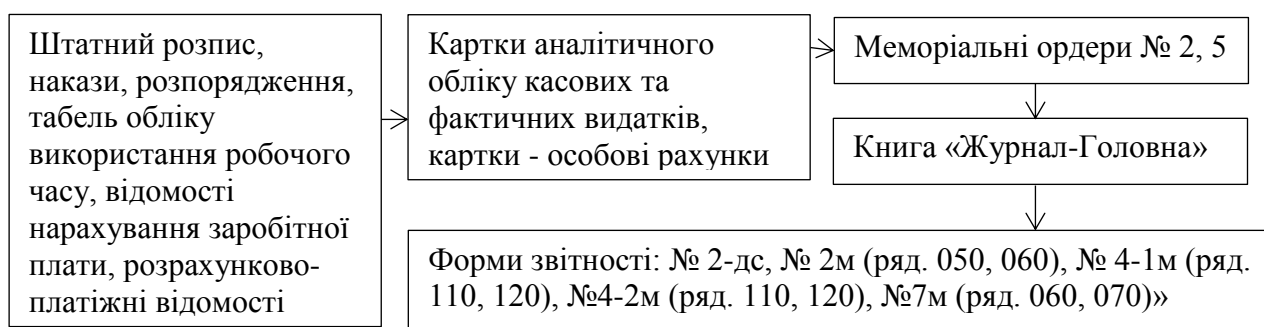 Штатний розпис,
накази, розпорядження,
табель обліку
використання робочого
часу, відомості
нарахування заробітної
плати, розрахунково-
платіжні відомості
Картки аналітичного
обліку касових та
фактичних видатків,
картки - особові рахунки
Меморіальні ордери № 2, 5
Книга «Журнал-Головна»
Форми звітності: № 2-дс, № 2м (ряд. 050, 060), № 4-1м (ряд.
110, 120), №4-2м (ряд. 110, 120), №7м (ряд. 060, 070)»